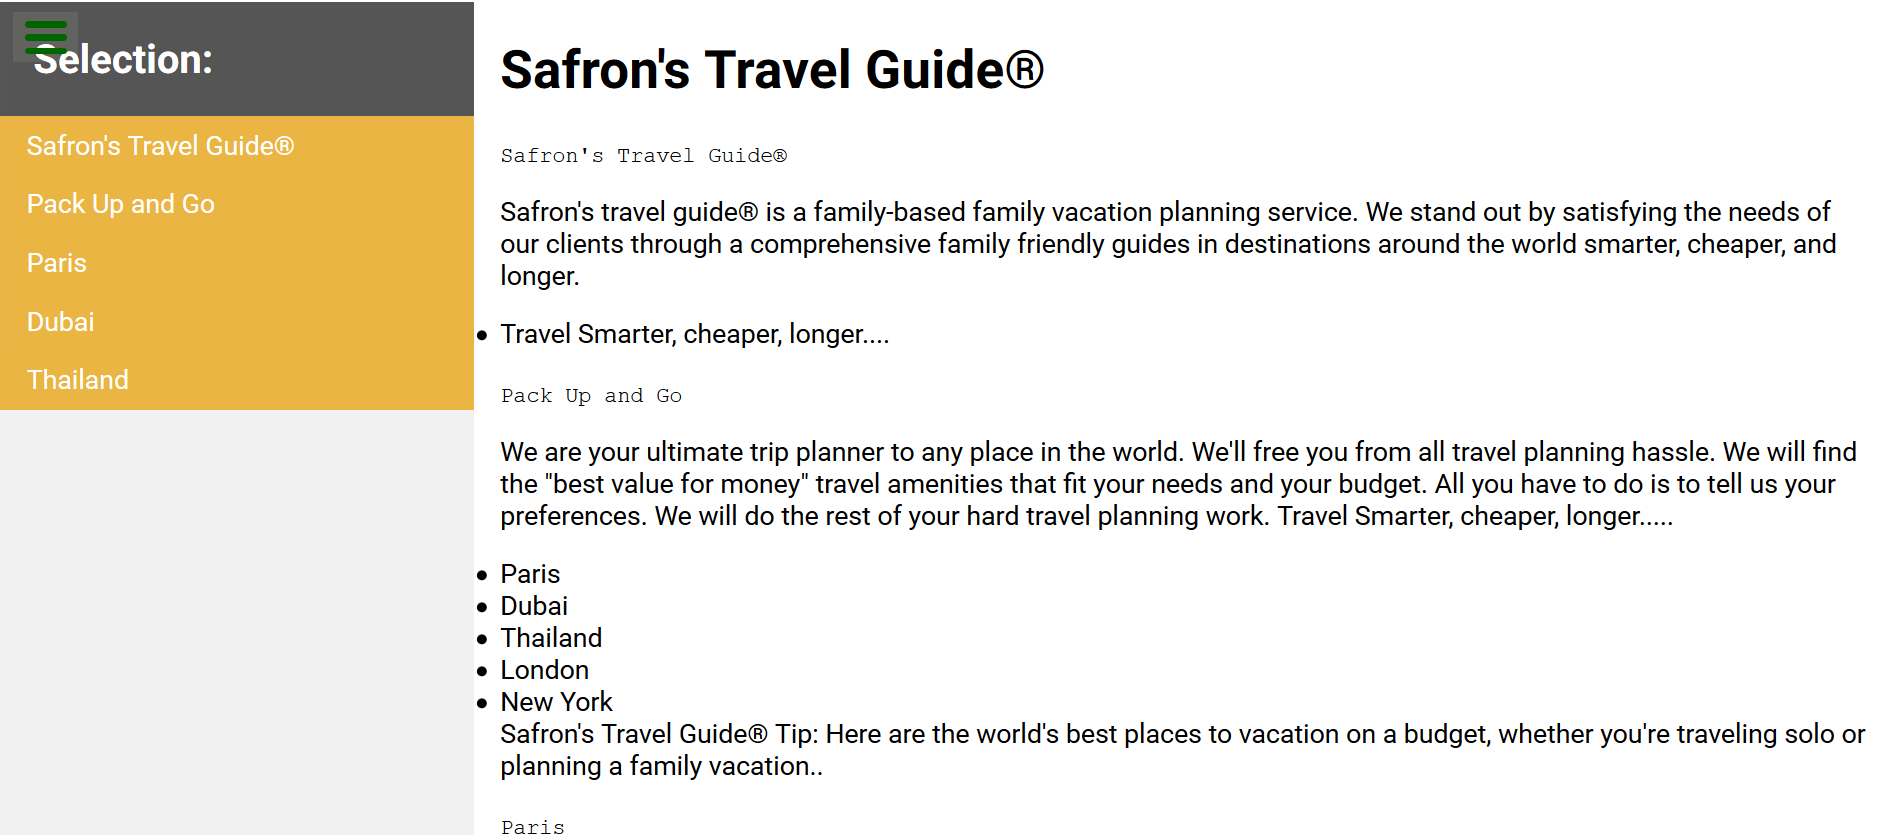 Selection:
Safron's Travel Guide®
Pack Up and Go
Paris
Dubai
Thailand
Safron's Travel Guide®
Safron's Travel Guide®
Safron's travel guide® is a family-based family vacation planning service. We stand out by satisfying the needs of
our clients through a comprehensive family friendly guides in destinations around the world smarter, cheaper, and
longer.
• Travel Smarter, cheaper, longer....
Pack Up and Go
We are your ultimate trip planner to any place in the world. We'll free you from all travel planning hassle. We will find
the "best value for money" travel amenities that fit your needs and your budget. All you have to do is to tell us your
preferences. We will do the rest of your hard travel planning work. Travel Smarter, cheaper, longer.....
• Paris
• Dubai
• Thailand
• London
• New York
Safron's Travel Guide® Tip: Here are the world's best places to vacation on a budget, whether you're traveling solo or
planning a family vacation..
Paris